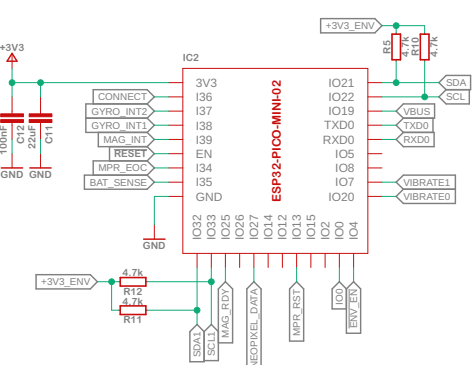 +3V3_ENV
R5
4.7k
R10
4.7k
+3V3
IC2
3V3
IO21
SDA
CONNECT
I36
IO22
SCL
GYRO_INT2
I37
IO19
VBUS
GYRO_INT1
I38
TXD0
TXD0
MAG_INT
I39
RXD0
RXD0
RESET
EN
IO5
MPR_EOC
I34
IO8
BAT_SENSE
I35
IO7
VIBRATE1
GND
IO20
VIBRATE0
ESP32-PICO-MINI-02
100nF
C12
22uF
C11
GND
GND
GND
IO32
IO33
IO25
IO26
IO27
IO14
IO12
IO13
IO15
IO2
IO0
IO4
+3V3_ENV
4.7k
R12
4.7k
R11
SDA1
SCL1
MAG_RDY
NEOPIXEL_DATA
MPR_RST
IO0
ENV_EN